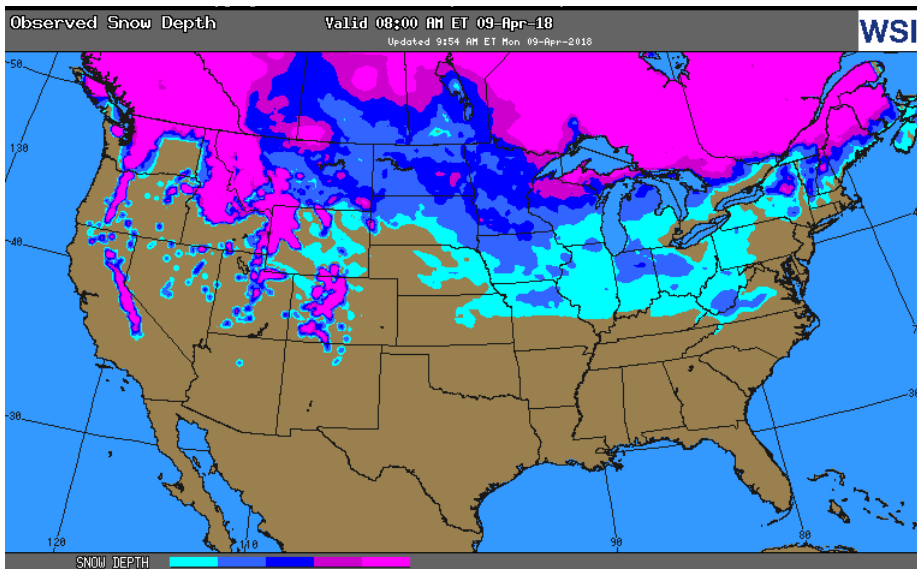 Observed Snow Depth
Valid 08:00 AM ET 09-Apr-18
Updated 9:54 AM ET Mon 09-Apr-2018
WSI
50
130
40
30
30
120
110
90
80
SNOW DEPTH